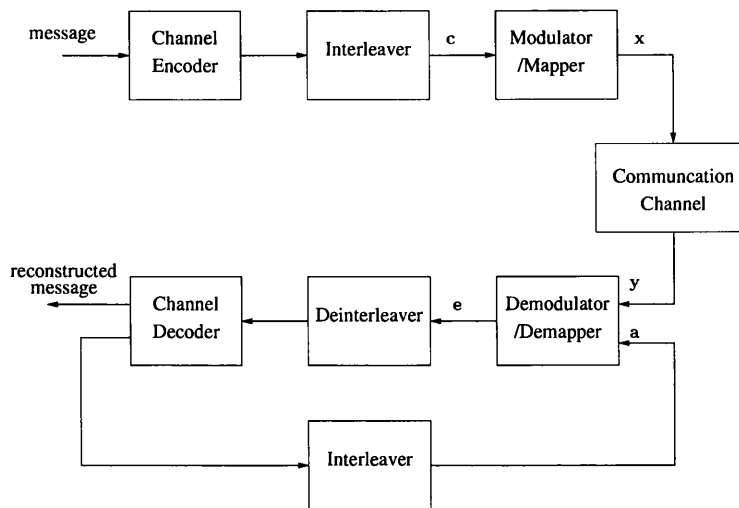 message
Channel
Encoder
Interleaver
c
Modulator
/Mapper
x
Communcation
Channel
reconstructed
message
Channel
Decoder
Deinterleaver
e
Demodulator
/Demapper
y
a
Interleaver